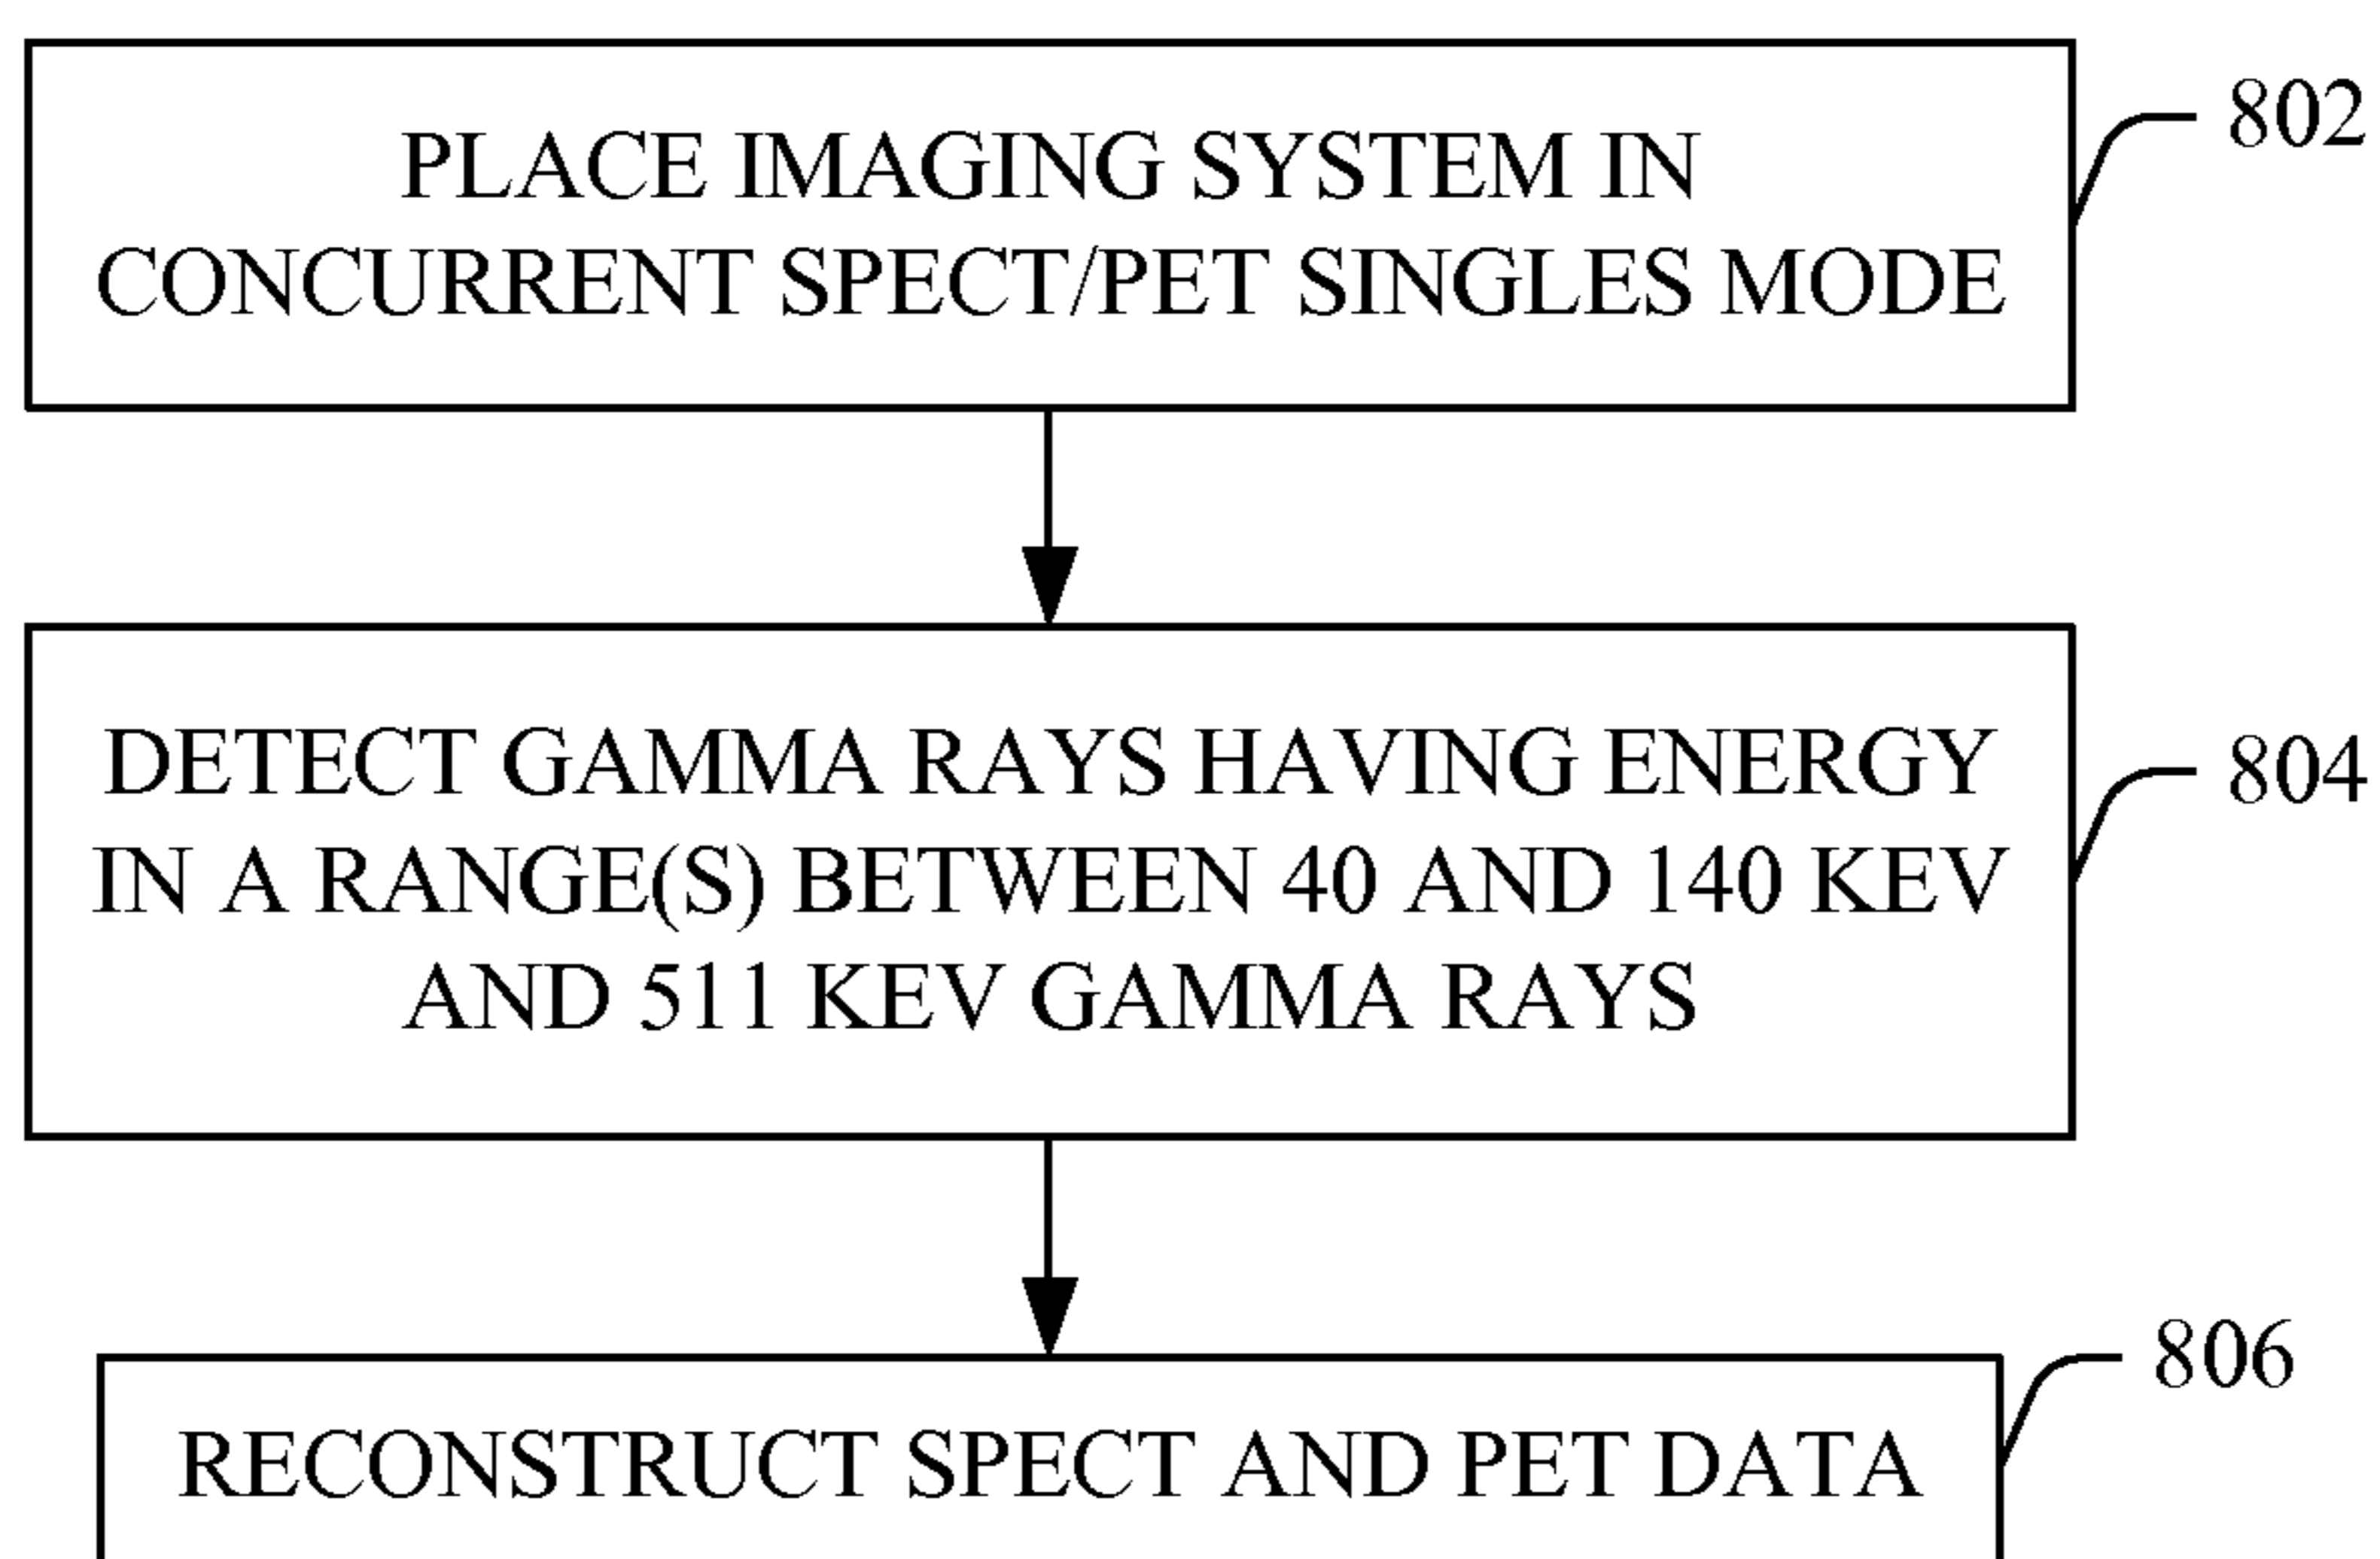 PLACE IMAGING SYSTEM IN
CONCURRENT SPECT/PET SINGLES MODE
802
DETECT GAMMA RAYS HAVING ENERGY
IN A RANGE(S) BETWEEN 40 AND 140 KEV
AND 511 KEV GAMMA RAYS
804
RECONSTRUCT SPECT AND PET DATA
806